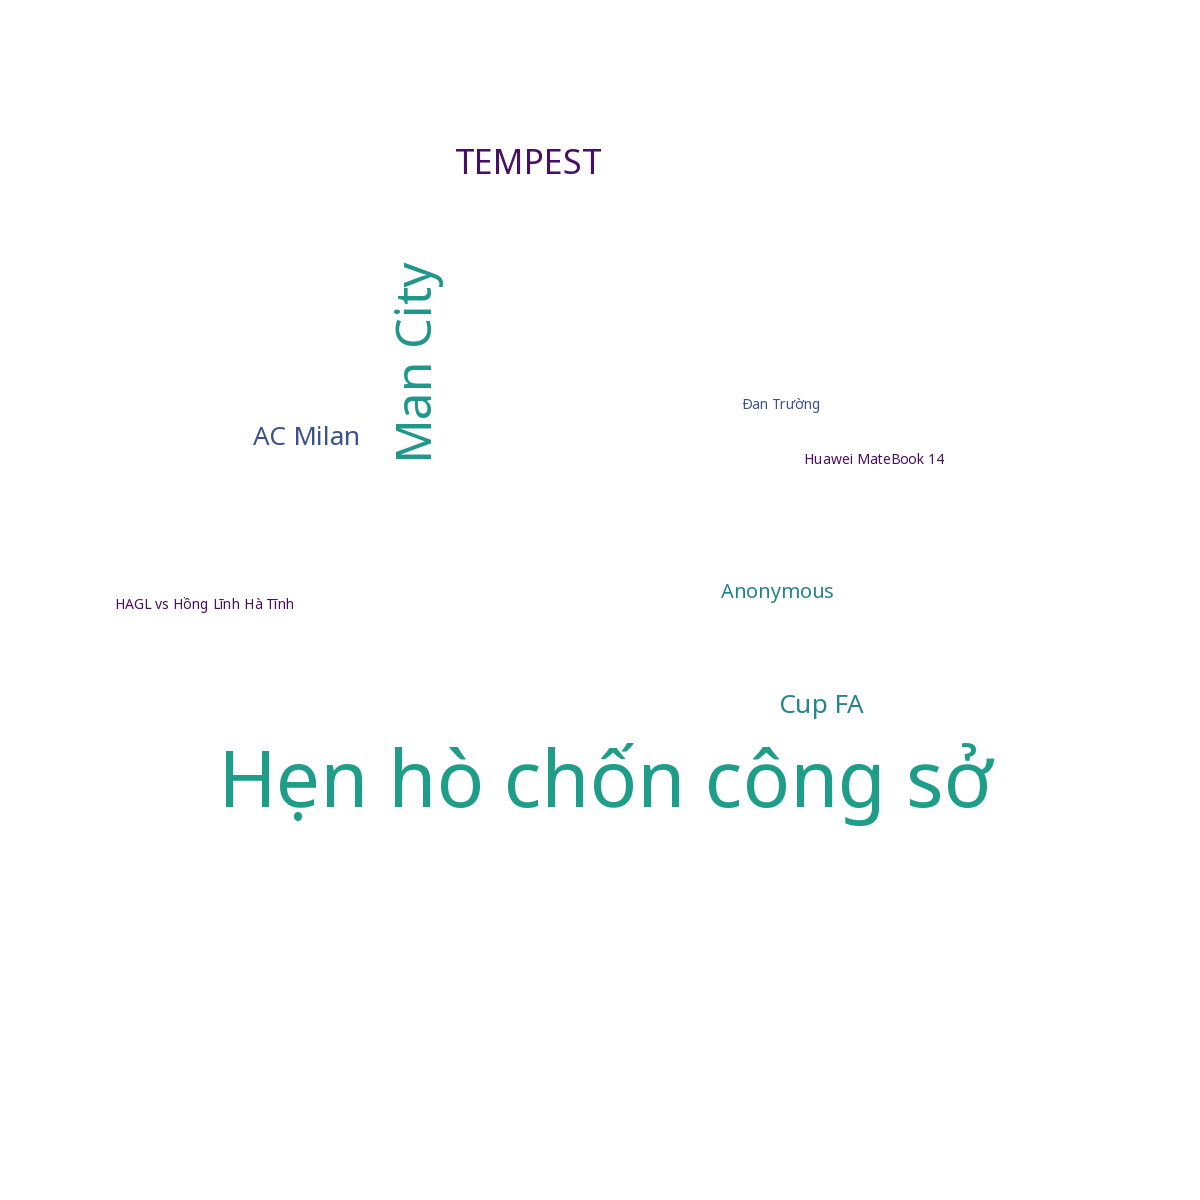 TEMPEST
Man City
Đan Trường
AC Milan
Huawei MateBook 14
Anonymous
HAGL vs Hồng Lĩnh Hà Tĩnh
Cup FA
Hẹn hò chốn công sở